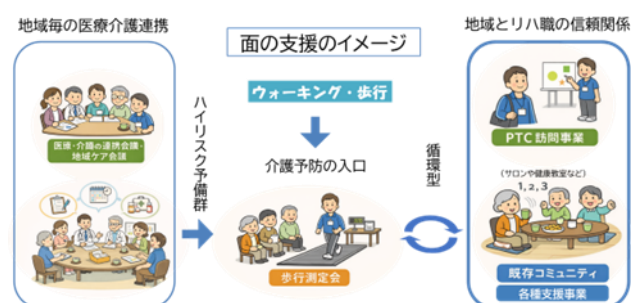 地域毎の医療介護連携
面の支援のイメージ
地域とリハ職の信頼関係
医療・介護の連携会議・
地域ケア会議
ハイリスク予備群
ウォーキング・歩行
介護予防の入口
歩行測定会
循環型
PTC訪問事業
(サロンや健康教室など)
1,2,3
既存コミュニティ
各種支援事業